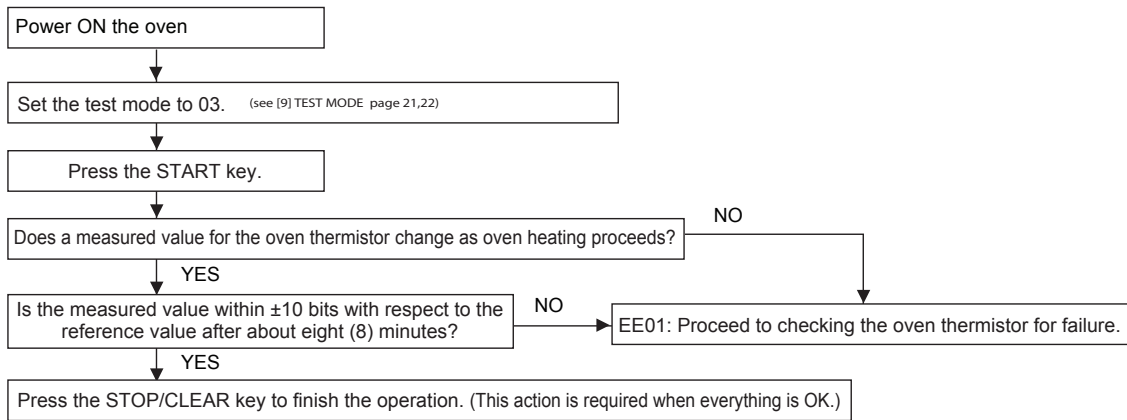 Power ON the oven
Set the test mode to 03. (see [9] TEST MODE page 21,22)
Press the START key.
Does a measured value for the oven thermistor change as oven heating proceeds?
NO
YES
Is the measured value within ±10 bits with respect to the
reference value after about eight (8) minutes?
NO
EE01: Proceed to checking the oven thermistor for failure.
YES
Press the STOP/CLEAR key to finish the operation. (This action is required when everything is OK.)